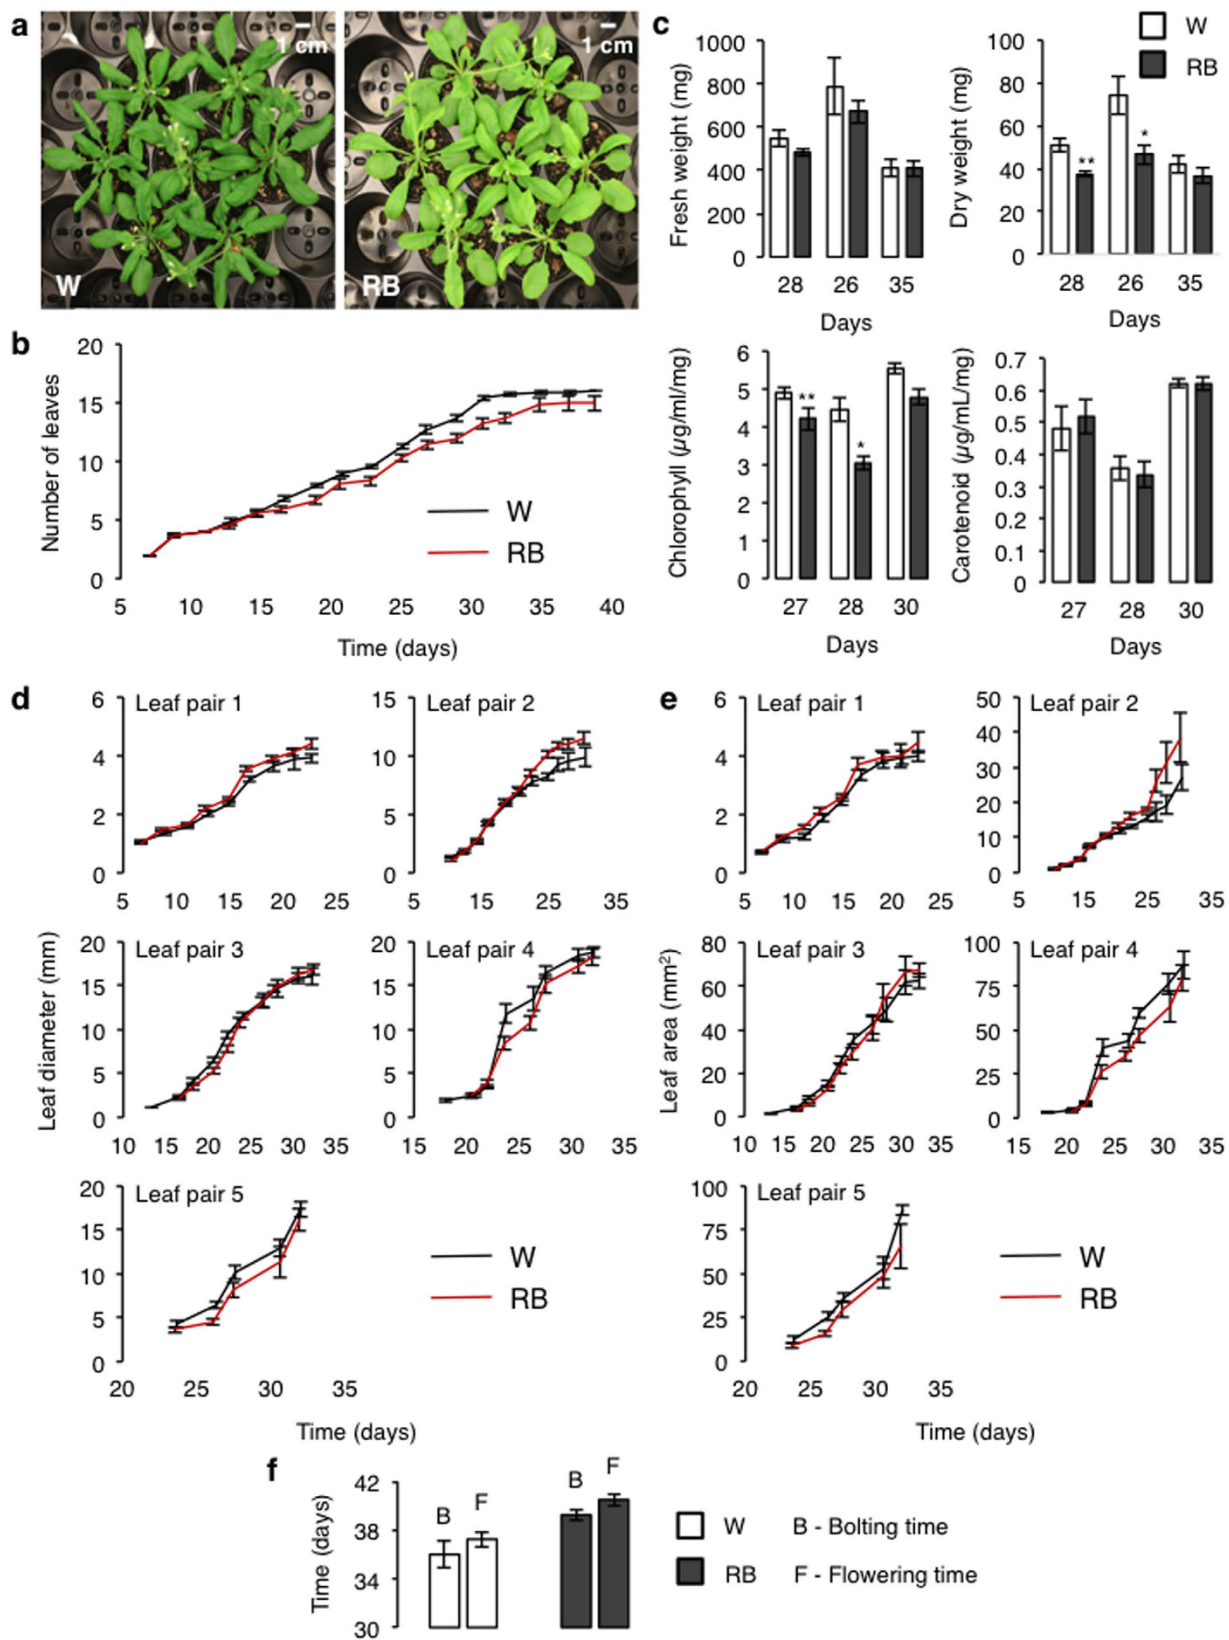 a
1 cm
W
1 cm
RB
b
20
15
10
5
0
Number of leaves
W
RB
5 10 15 20 25 30 35 40
Time (days)
c
W
RB
1000
800
600
400
200
0
Fresh weight (mg)
28 26 35
Days
100
80
60
40
20
0
Dry weight (mg)
**
*
28 26 35
Days
6
5
4
3
2
1
0
Chlorophyll (µg/ml/mg)
**
*
27 28 30
Days
0.7
0.6
0.5
0.4
0.3
0.2
0.1
0
Carotenoid (µg/mL/mg)
27 28 30
Days
d
Leaf diameter (mm)
Leaf pair 1
6
4
2
0
5 10 15 20 25
Leaf pair 2
15
10
5
0
5 15 25 35
Leaf pair 3
20
15
10
5
0
10 15 20 25 30 35
Leaf pair 4
20
15
10
5
0
15 20 25 30 35
Leaf pair 5
20
15
10
5
0
20 25 30 35
W
RB
Time (days)
e
Leaf area (mm²)
Leaf pair 1
6
4
2
0
5 10 15 20 25
Leaf pair 2
50
40
30
20
10
0
5 15 25 35
Leaf pair 3
80
60
40
20
0
10 15 20 25 30 35
Leaf pair 4
100
75
50
25
0
15 20 25 30 35
Leaf pair 5
100
75
50
25
0
20 25 30 35
W
RB
Time (days)
f
Time (days)
42
38
34
30
B F
B F
W B - Bolting time
RB F - Flowering time